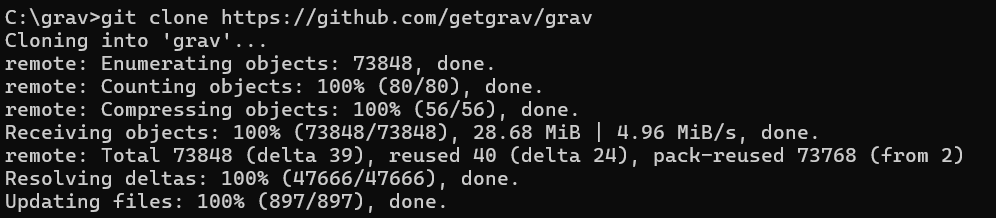 C:\grav>git clone https://github.com/getgrav/grav
Cloning into 'grav'...
remote: Enumerating objects: 73848, done.
remote: Counting objects: 100% (80/80), done.
remote: Compressing objects: 100% (56/56), done.
Receiving objects: 100% (73848/73848), 28.68 MiB | 4.96 MiB/s, done.
remote: Total 73848 (delta 39), reused 40 (delta 24), pack-reused 73768 (from 2)
Resolving deltas: 100% (47666/47666), done.
Updating files: 100% (897/897), done.